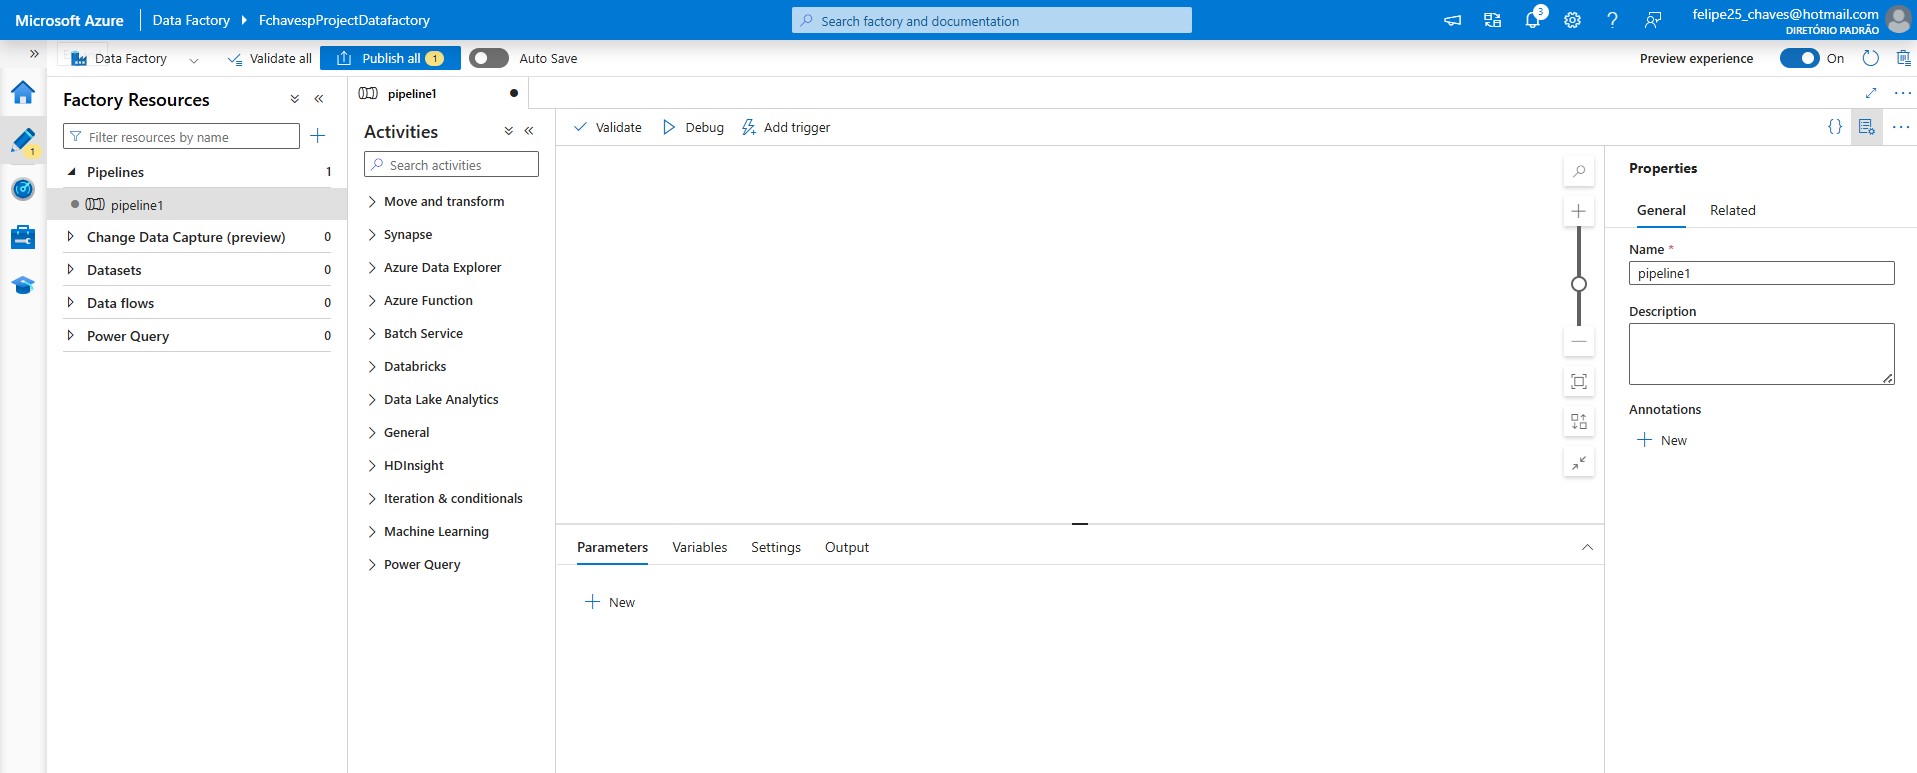 Microsoft Azure
Data Factory
FchavespProjectDatafactory
Search factory and documentation
3
felipe25_chaves@hotmail.com
DIRETÓRIO PADRÃO
Data Factory
Validate all
Publish all
1
Auto Save
Preview experience
On
1
Factory Resources
Filter resources by name
Pipelines
1
pipeline1
Change Data Capture (preview)
0
Datasets
0
Data flows
0
Power Query
0
pipeline1
Activities
Search activities
Move and transform
Synapse
Azure Data Explorer
Azure Function
Batch Service
Databricks
Data Lake Analytics
General
HDInsight
Iteration & conditionals
Machine Learning
Power Query
Validate
Debug
Add trigger
Parameters
Variables
Settings
Output
New
Properties
General
Related
Name *
pipeline1
Description
Annotations
New